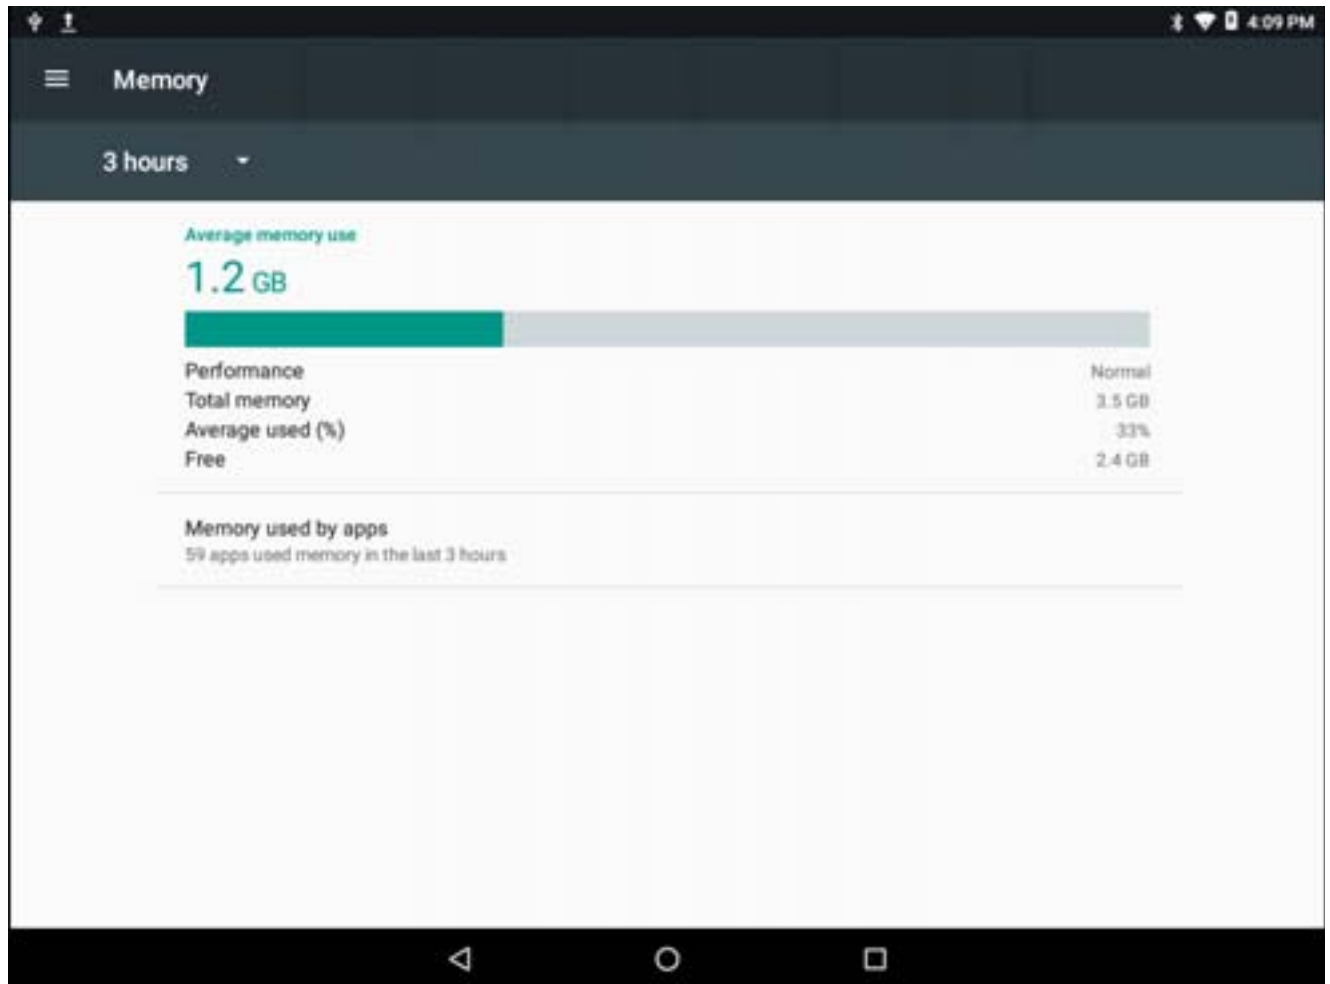 4:09 PM
Memory
3 hours
Average memory use
1.2 GB
Performance Normal
Total memory 3.5 GB
Average used (%) 33%
Free 2.4 GB
Memory used by apps
59 apps used memory in the last 3 hours